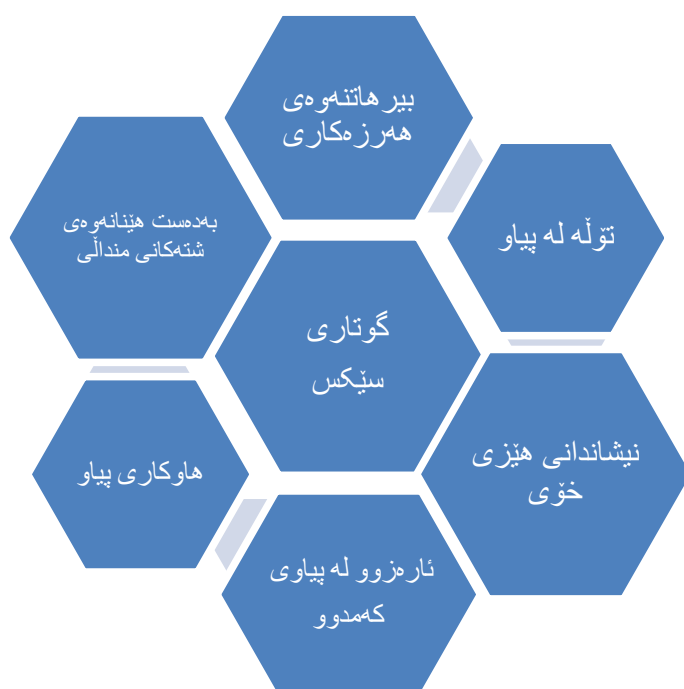 بیرهاتنەوەی
هەرزەکاری
تۆڵە لە پیاو
بەدەست هێنانەوەی
شتەکانی منداڵی
گوتاری
سێکس
نیشاندانی هێزی
خۆی
هاوکاری پیاو
ئارەزوو لە پیاوی
کەمدوو